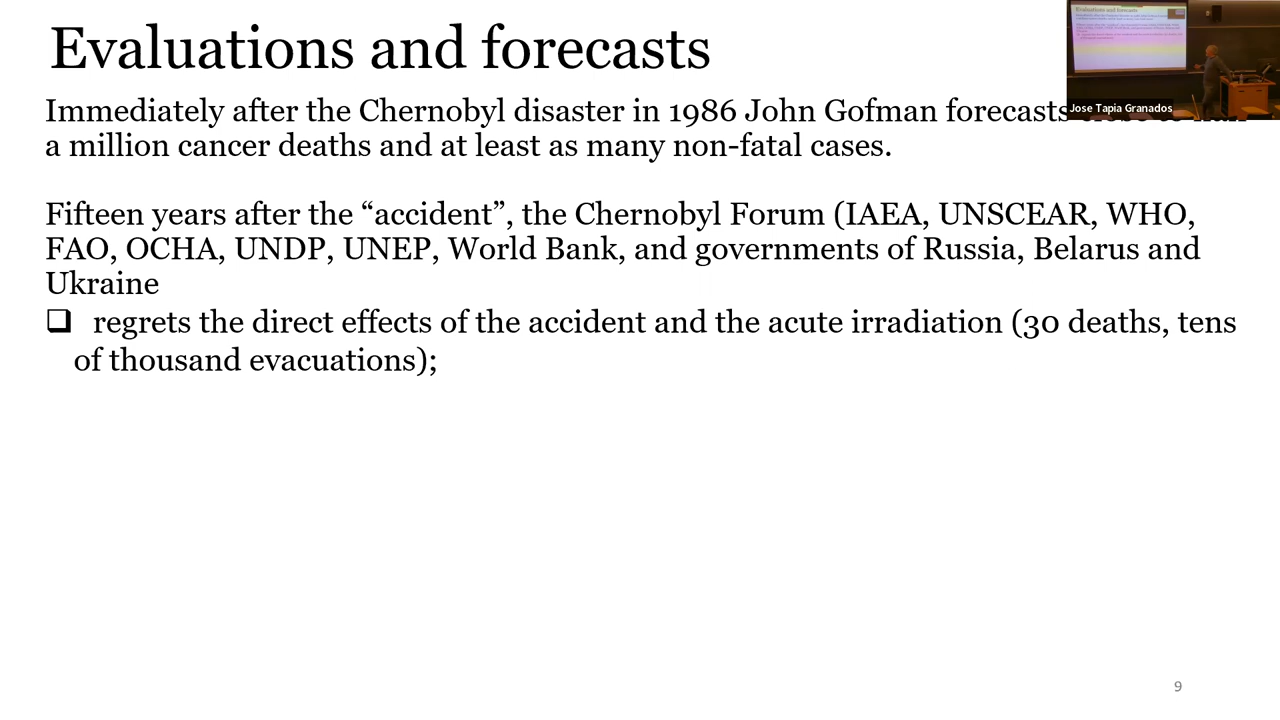 Evaluations and forecasts
Immediately after the Chernobyl disaster in 1986 John Gofman forecasts
a million cancer deaths and at least as many non-fatal cases.
Fifteen years after the “accident”, the Chernobyl Forum (IAEA, UNSCEAR, WHO,
FAO, OCHA, UNDP, UNEP, World Bank, and governments of Russia, Belarus and
Ukraine
❑ regrets the direct effects of the accident and the acute irradiation (30 deaths, tens
of thousand evacuations);
Jose Tapia Granados
9